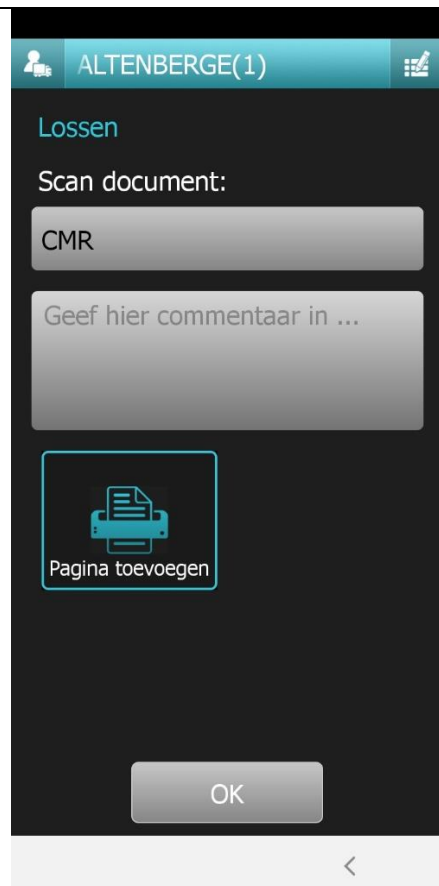 ALTENBERGE(1)
Lossen
Scan document:
CMR
Geef hier commentaar in ...
Pagina toevoegen
OK